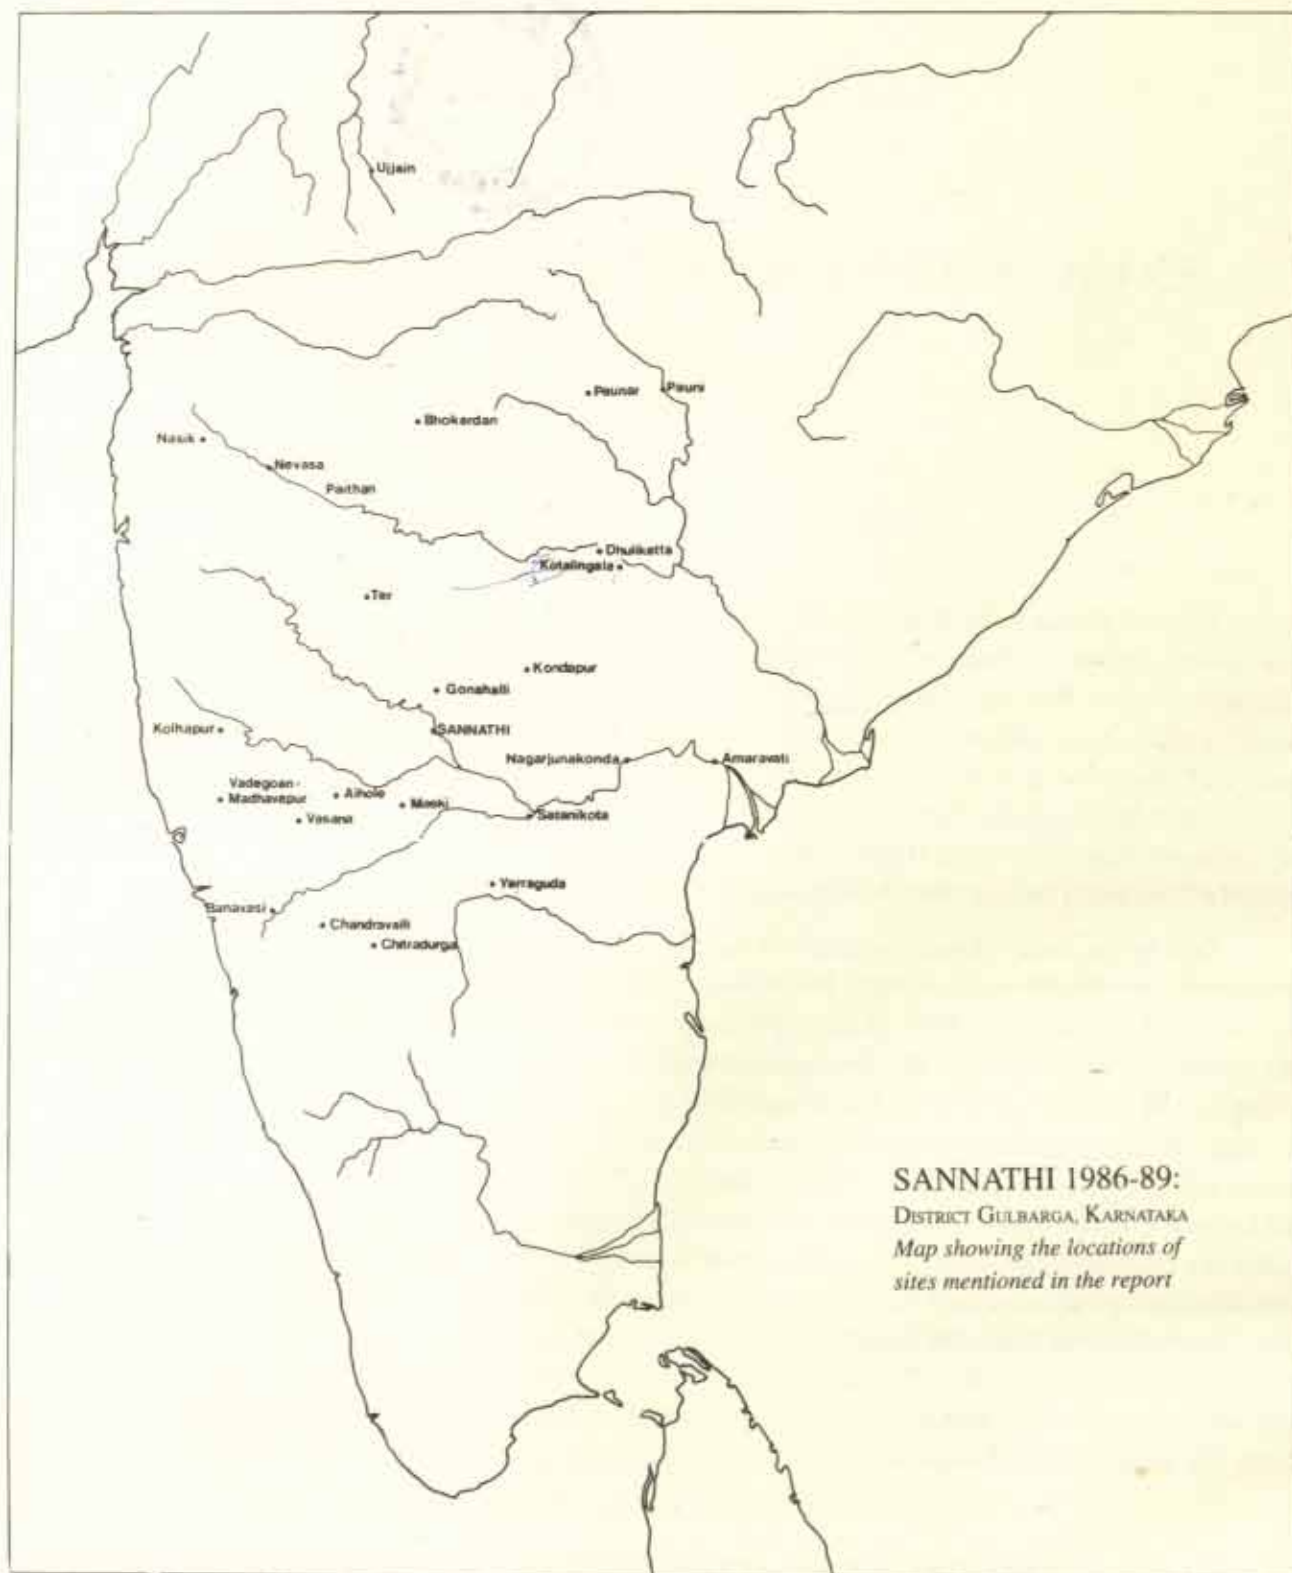 Ujjain
Paunar
Pauni
Bhokardan
Nasik
Nevasa
Paithan
Dhulikatta
Kotalingala
Ter
Kondapur
Gonahalli
Kolhapur
SANNATHI
Nagarjunakonda
Amaravati
Vadegoan-
Madhavapur
Aihole
Maski
Vasana
Satanikota
Yarraguda
Banavasi
Chandravalli
Chitradurga
SANNATHI 1986-89:
DISTRICT GULBARGA, KARNATAKA
Map showing the locations of
sites mentioned in the report